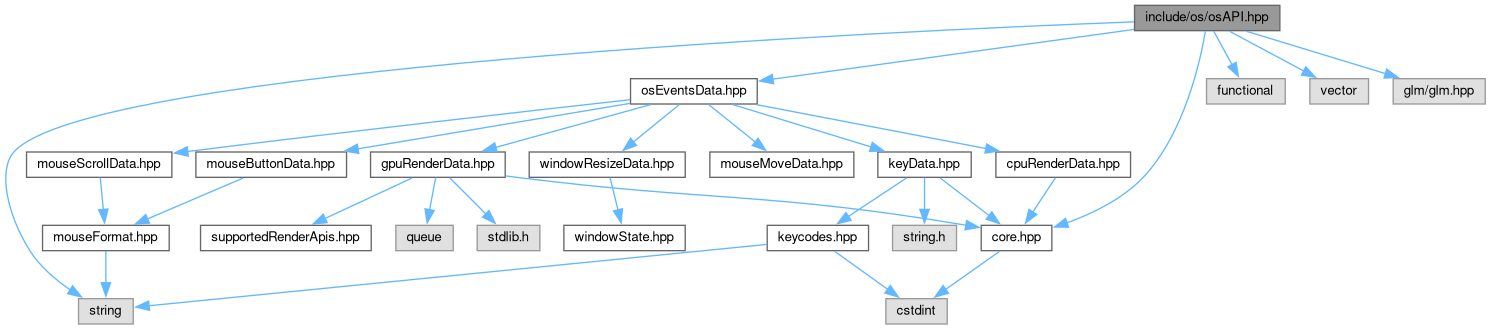 include/os/osAPI.hpp
osEventsData.hpp
functional
vector
glm/glm.hpp
mouseScrollData.hpp
mouseButtonData.hpp
gpuRenderData.hpp
windowResizeData.hpp
mouseMoveData.hpp
keyData.hpp
cpuRenderData.hpp
mouseFormat.hpp
supportedRenderApis.hpp
queue
stdlib.h
windowState.hpp
keycodes.hpp
string.h
core.hpp
string
cstdint